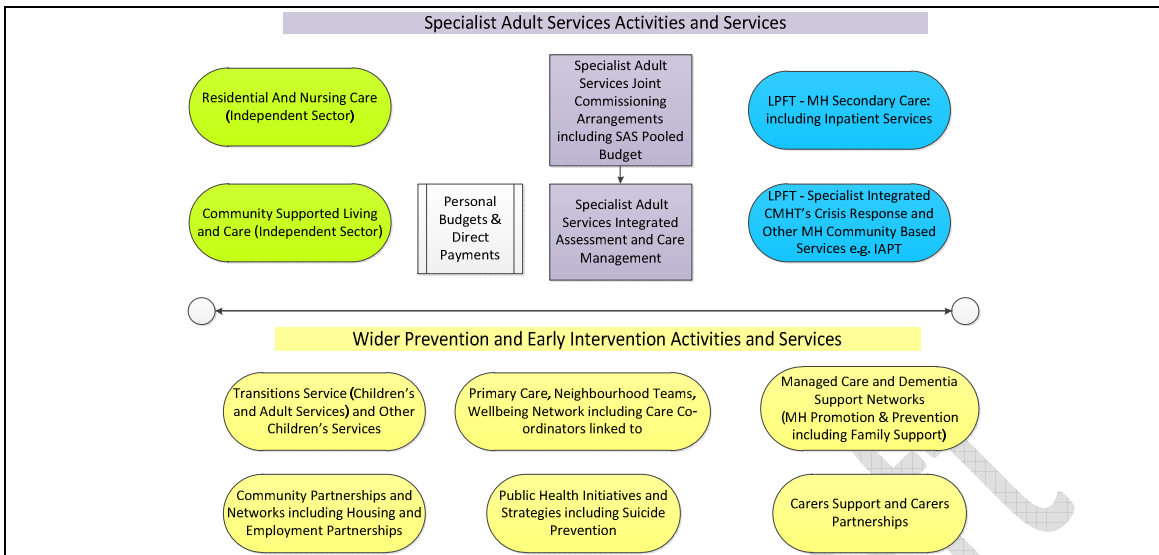 Specialist Adult Services Activities and Services
Residential And Nursing Care
(Independent Sector)
Specialist Adult
Services Joint
Commissioning
Arrangements
including SAS Pooled
Budget
LPFT - MH Secondary Care:
including Inpatient Services
Community Supported Living
and Care (Independent Sector)
Personal
Budgets &
Direct
Payments
Specialist Adult
Services Integrated
Assessment and Care
Management
LPFT - Specialist Integrated
CMHT's Crisis Response and
Other MH Community Based
Services e.g. IAPT
Wider Prevention and Early Intervention Activities and Services
Transitions Service (Children's
and Adult Services) and Other
Children's Services
Primary Care, Neighbourhood Teams,
Wellbeing Network including Care Co-
ordinators linked to
Managed Care and Dementia
Support Networks
(MH Promotion & Prevention
including Family Support)
Community Partnerships and
Networks including Housing and
Employment Partnerships
Public Health Initiatives and
Strategies including Suicide
Prevention
Carers Support and Carers
Partnerships